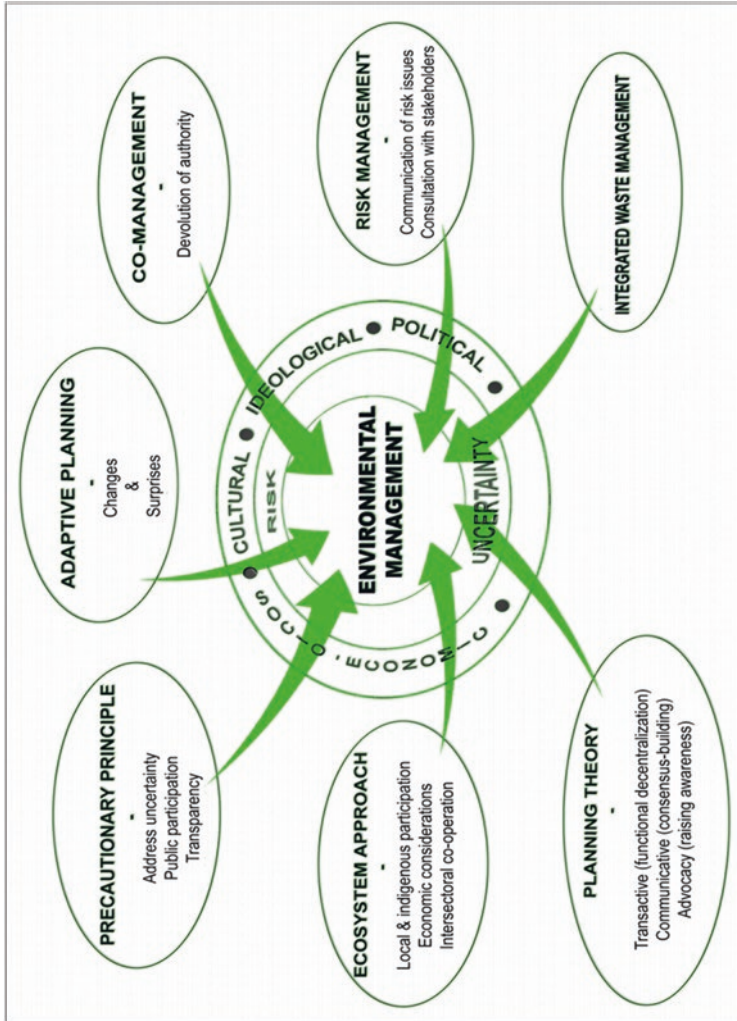 PRECAUTIONARY PRINCIPLE
-
Address uncertainty
Public participation
Transparency
ADAPTIVE PLANNING
-
Changes
&
Surprises
CO-MANAGEMENT
-
Devolution of authority
ECOSYSTEM APPROACH
-
Local & indigenous participation
Economic considerations
Intersectoral co-operation
SOCIO-ECONOMIC ● CULTURAL ● IDEOLOGICAL ● POLITICAL ●
RISK
ENVIRONMENTAL
MANAGEMENT
UNCERTAINTY
RISK MANAGEMENT
-
Communication of risk issues
Consultation with stakeholders
PLANNING THEORY
-
Transactive (functional decentralization)
Communicative (consensus-building)
Advocacy (raising awareness)
INTEGRATED WASTE MANAGEMENT